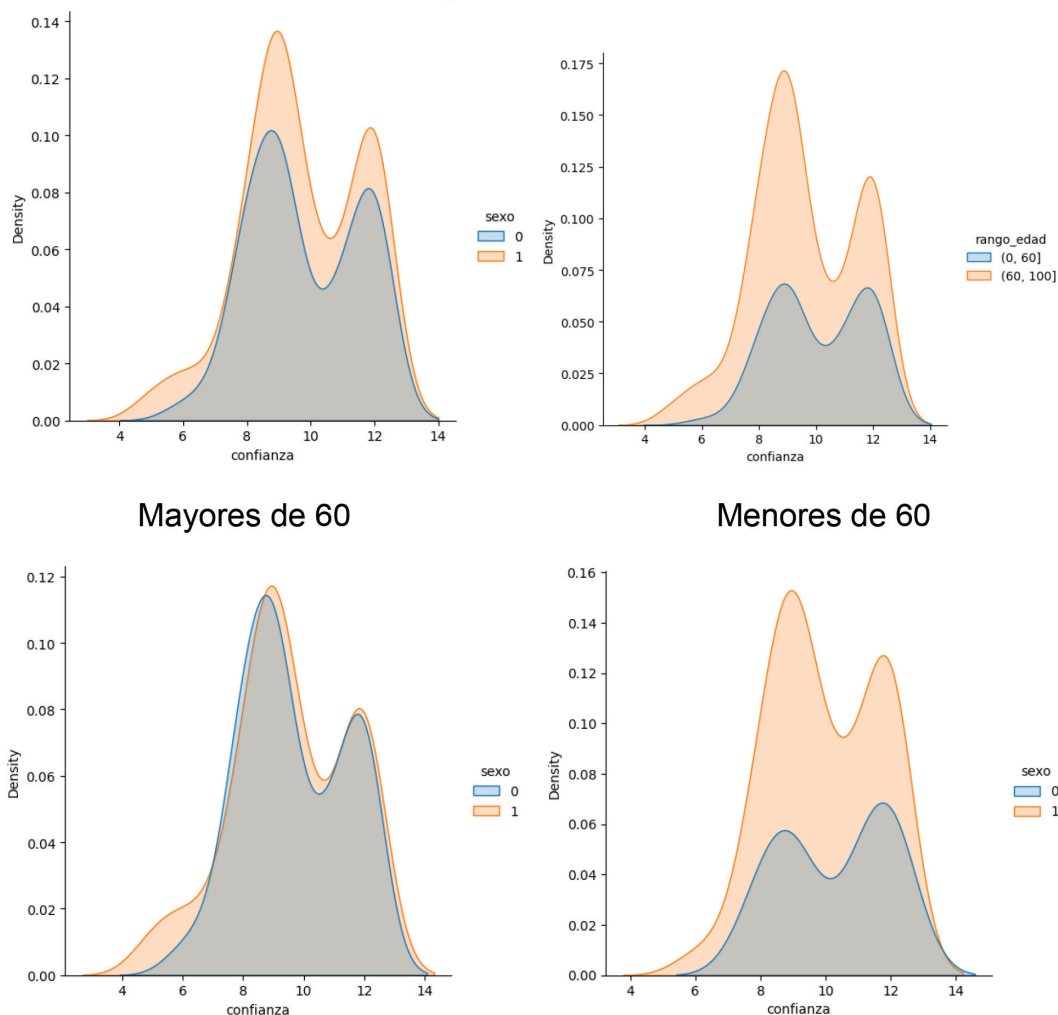 0.14
0.12
0.10
0.08
0.06
0.04
0.02
0.00
Density
4 6 8 10 12 14
confianza
sexo
0
1
0.175
0.150
0.125
0.100
0.075
0.050
0.025
0.000
Density
4 6 8 10 12 14
confianza
rango_edad
(0, 60]
(60, 100]
Mayores de 60
Menores de 60
0.12
0.10
0.08
0.06
0.04
0.02
0.00
Density
4 6 8 10 12 14
confianza
sexo
0
1
0.16
0.14
0.12
0.10
0.08
0.06
0.04
0.02
0.00
Density
4 6 8 10 12 14
confianza
sexo
0
1